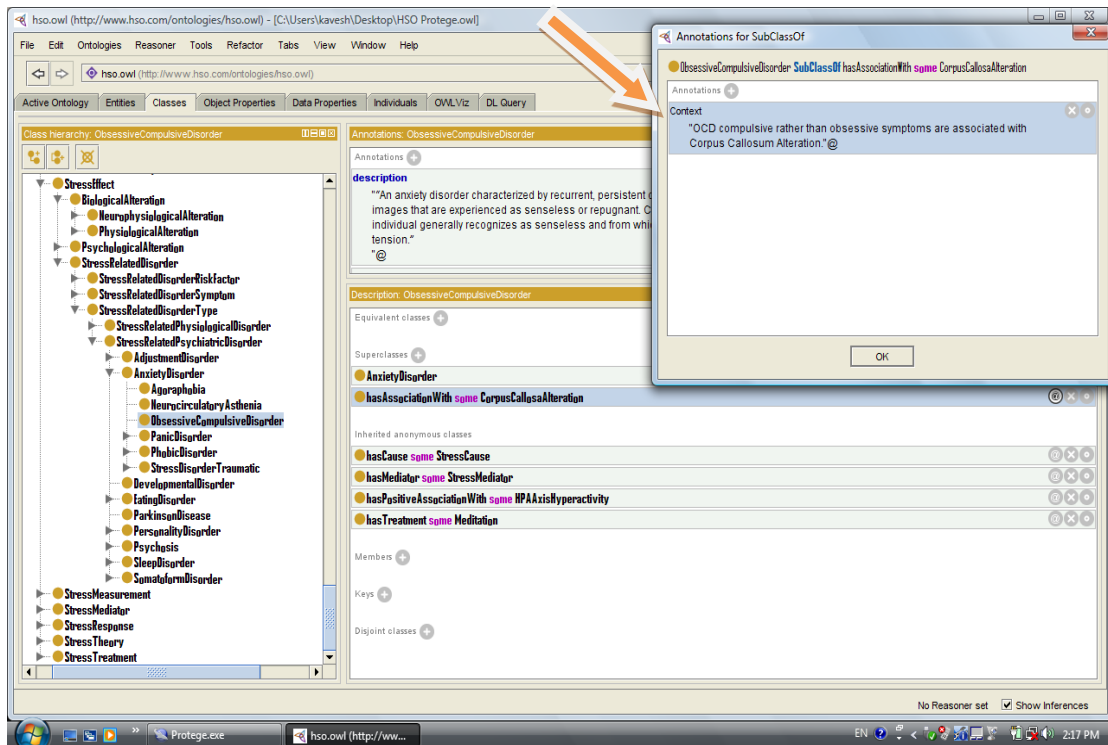 hso.owl (http://www.hso.com/ontologies/hso.owl) - [C:\Users\kavesh\Desktop\HSO Protege.owl]
File Edit Ontologies Reasoner Tools Refactor Tabs View Window Help
hso.owl (http://www.hso.com/ontologies/hso.owl)
Active Ontology Entities Classes Object Properties Data Properties Individuals OWLViz DL Query
Class hierarchy: ObsessiveCompulsiveDisorder
StressEffect
BiologicalAlteration
NeurophysiologicalAlteration
PhysiologicalAlteration
PsychologicalAlteration
StressRelatedDisorder
StressRelatedDisorderRiskFactor
StressRelatedDisorderSymptom
StressRelatedDisorderType
StressRelatedPhysiologicalDisorder
StressRelatedPsychiatricDisorder
AdjustmentDisorder
AnxietyDisorder
Agoraphobia
NeurocirculatoryAsthenia
ObsessiveCompulsiveDisorder
PanicDisorder
PhobicDisorder
StressDisorderTraumatic
DevelopmentalDisorder
EatingDisorder
ParkinsonDisease
PersonalityDisorder
Psychosis
SleepDisorder
SomatoformDisorder
StressMeasurement
StressMediator
StressResponse
StressTheory
StressTreatment
Annotations: ObsessiveCompulsiveDisorder
Annotations
description
""An anxiety disorder characterized by recurrent, persistent
images that are experienced as senseless or repugnant. C
individual generally recognizes as senseless and from whi
tension."
"@
Description: ObsessiveCompulsiveDisorder
Equivalent classes
Superclasses
AnxietyDisorder
hasAssociationWith some CorpusCallosaAlteration
Inherited anonymous classes
hasCause some StressCause
hasMediator some StressMediator
hasPositiveAssociationWith some HPAAxisHyperactivity
hasTreatment some Meditation
Members
Keys
Disjoint classes
Annotations for SubClassOf
ObsessiveCompulsiveDisorder SubClassOf hasAssociationWith some CorpusCallosaAlteration
Annotations
Context
"OCD compulsive rather than obsessive symptoms are associated with
Corpus Callosum Alteration."@
OK
No Reasoner set Show Inferences
Protege.exe hso.owl (http://ww... EN 2:17 PM